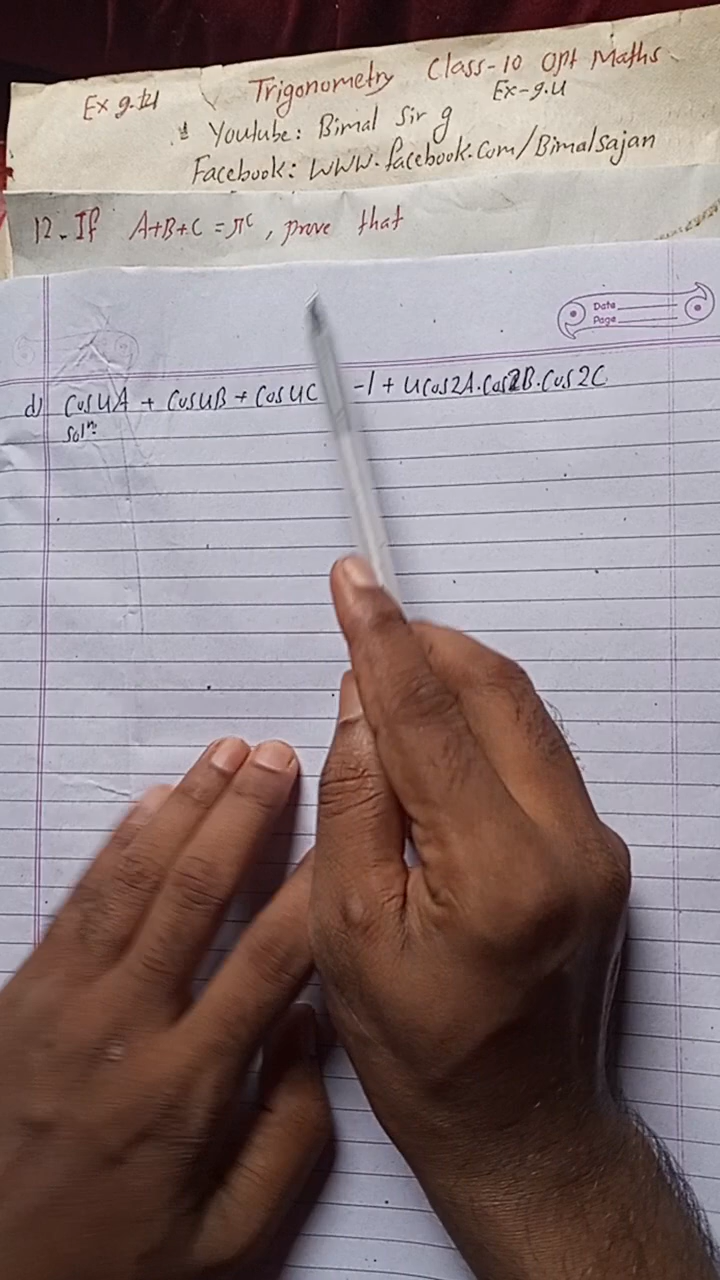 Ex 9.4
Trigonometry Class-10 Opt Maths
Ex-9.4
Youtube: Bimal Sir g
Facebook: www.facebook.com/Bimalsajan
12. If A+B+C = πᶜ, prove that
Date
Page
d) Cos4A + Cos4B + Cos4C -1 + 4Cos2A.Cos2B.Cos2C
Solⁿ: